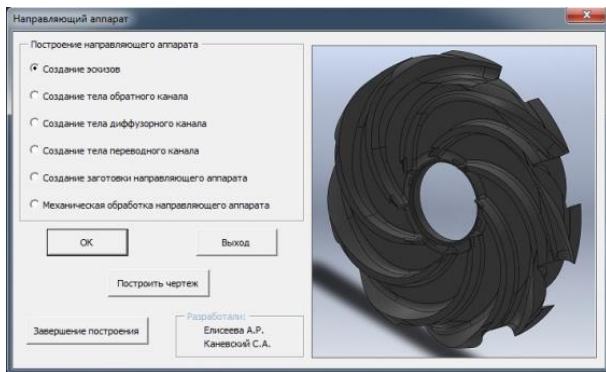 Направляющий аппарат
Построение направляющего аппарата
Создание эскизов
Создание тела обратного канала
Создание тела диффузорного канала
Создание тела переводного канала
Создание заготовки направляющего аппарата
Механическая обработка направляющего аппарата
ОК
Выход
Построить чертеж
Завершение построения
Разработали:
Елисеева А.Р.
Каневский С.А.